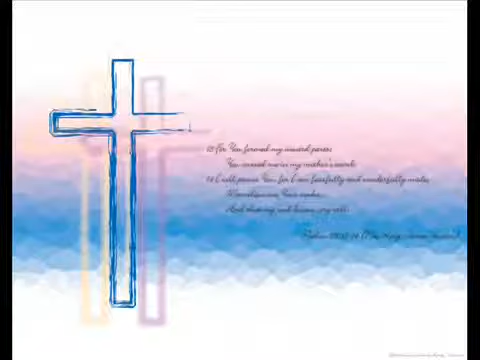 13 For You formed my inward parts;
You covered me in my mother's womb.
14 I will praise You, for I am fearfully and wonderfully made;
Marvelous are Your works,
And that my soul knows very well.
Psalm 139:13-14 (The